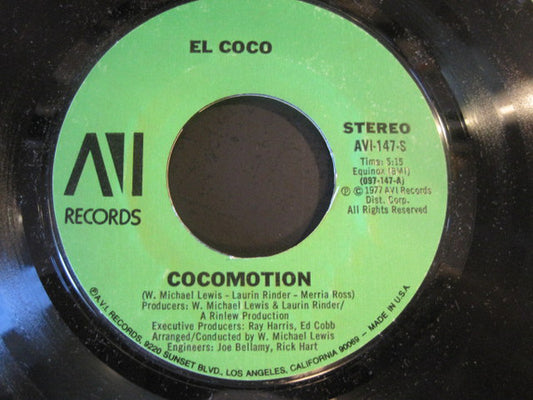 EL COCO
AVI
RECORDS
STEREO
AVI-147-S
Time: 5:15
Equinox (BMI)
(097-147-A)
℗ © 1977 AVI Records
Dist. Corp.
All Rights Reserved
COCOMOTION
(W. Michael Lewis - Laurin Rinder - Merria Ross)
Producers: W. Michael Lewis & Laurin Rinder/
A Rinlew Production
Executive Producers: Ray Harris, Ed Cobb
Arranged/Conducted by W. Michael Lewis
Engineers: Joe Bellamy, Rick Hart
℗A.V.I. RECORDS, 9220 SUNSET BLVD., LOS ANGELES, CALIFORNIA 90069 - MADE IN U.S.A.